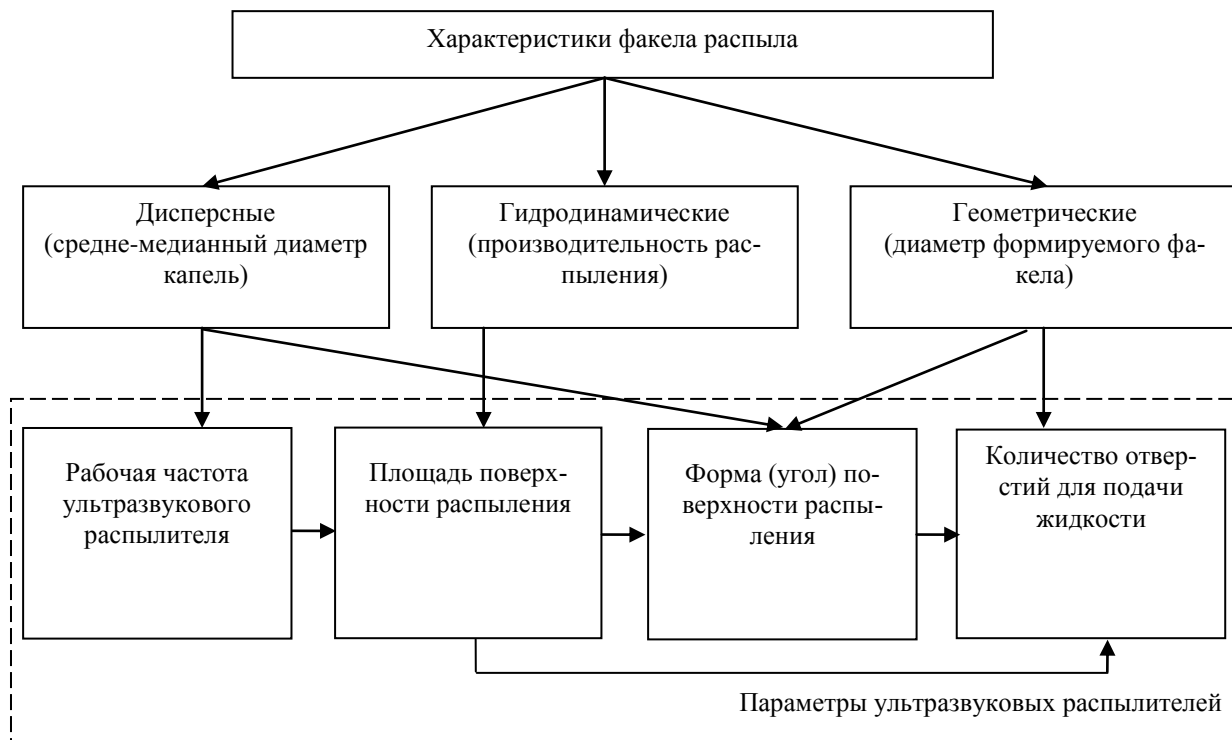 Характеристики факела распыла
Дисперсные
(средне-медианный диаметр
капель)
Гидродинамические
(производительность рас-
пыления)
Геометрические
(диаметр формируемого фа-
кела)
Рабочая частота
ультразвукового
распылителя
Площадь поверх-
ности распыления
Форма (угол) по-
верхности распы-
ления
Количество отвер-
стий для подачи
жидкости
Параметры ультразвуковых распылителей